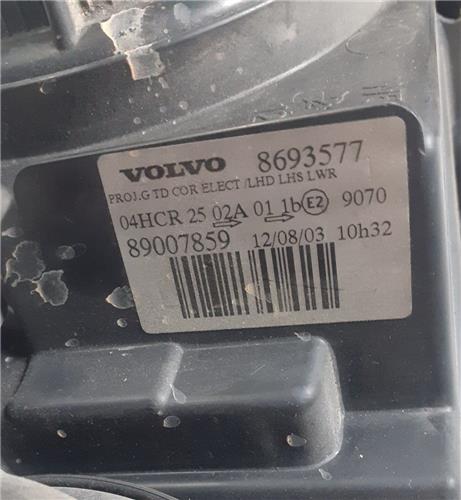 VOLVO 8693577
PROJ.G TD COR ELECT /LHD LHS LWR
04HCR 25 02A 01 1b E2 9070
89007859 12/08/03 10h32